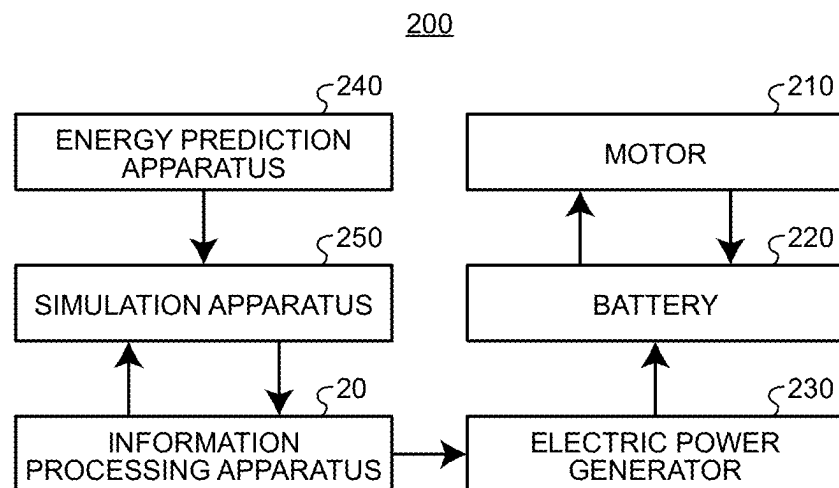 200
240
ENERGY PREDICTION
APPARATUS
210
MOTOR
250
SIMULATION APPARATUS
220
BATTERY
20
INFORMATION
PROCESSING APPARATUS
230
ELECTRIC POWER
GENERATOR